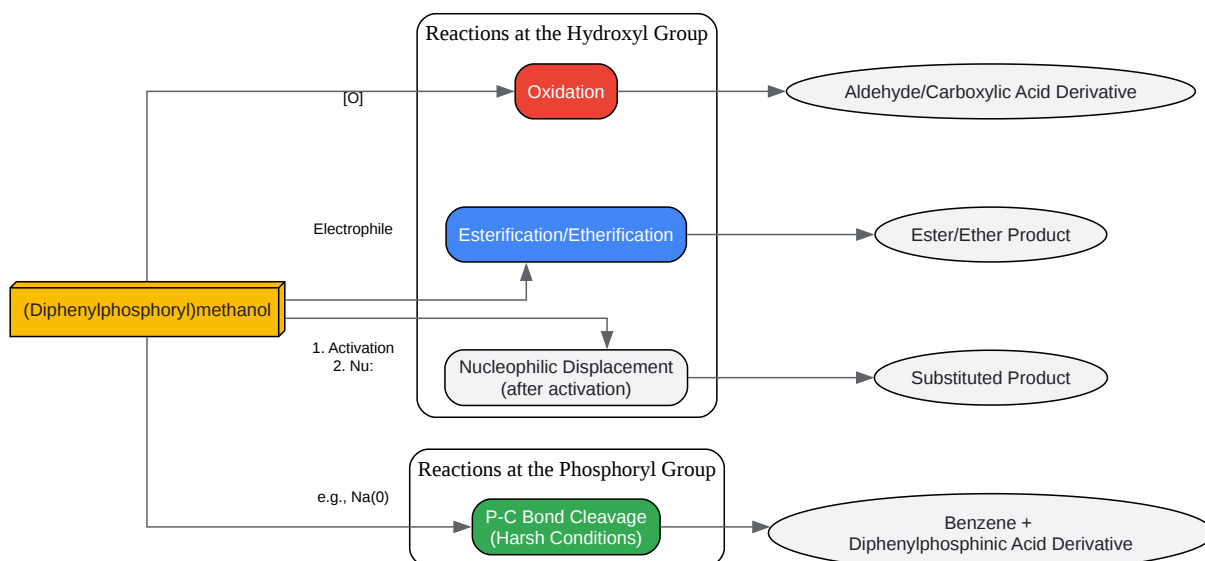 Reactions at the Hydroxyl Group
[O]
Oxidation
Aldehyde/Carboxylic Acid Derivative
Electrophile
Esterification/Etherification
Ester/Ether Product
(Diphenylphosphoryl)methanol
1. Activation
2. Nu:
Nucleophilic Displacement
(after activation)
Substituted Product
Reactions at the Phosphoryl Group
e.g., Na(0)
P-C Bond Cleavage
(Harsh Conditions)
Benzene +
Diphenylphosphinic Acid Derivative